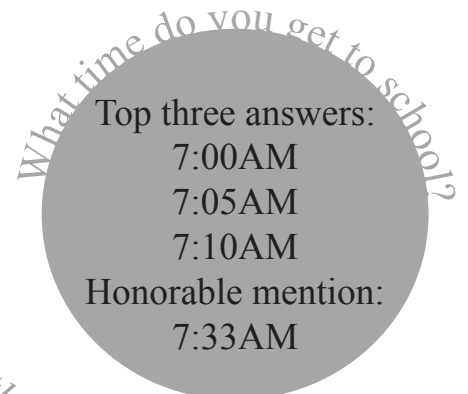 What time do you get to school?
Top three answers:
7:00AM
7:05AM
7:10AM
Honorable mention:
7:33AM